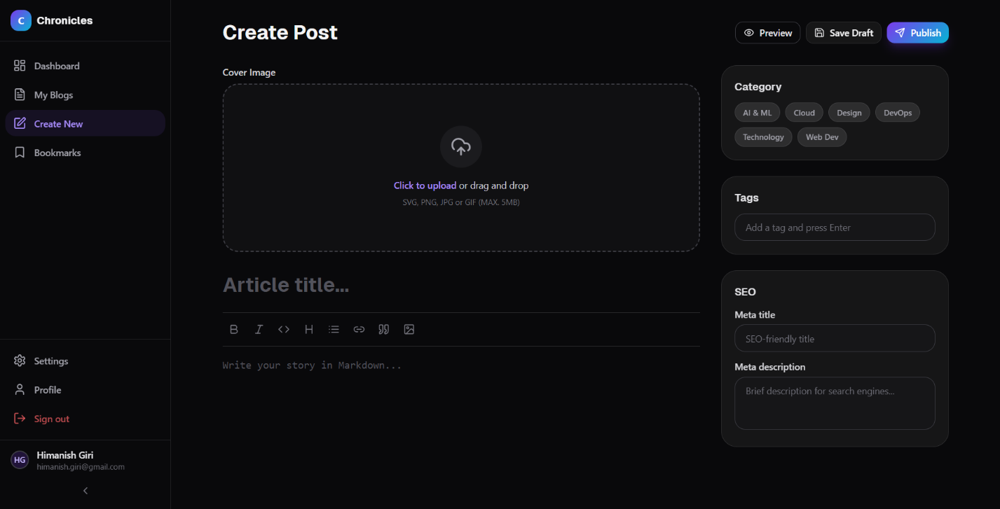 C Chronicles
Dashboard
My Blogs
Create New
Bookmarks
Settings
Profile
Sign out
HG Himanish Giri
himanish.giri@gmail.com
Create Post
Preview Save Draft Publish
Cover Image
Click to upload or drag and drop
SVG, PNG, JPG or GIF (MAX. 5MB)
Article title...
B I <> H
Write your story in Markdown...
Category
AI & ML Cloud Design DevOps
Technology Web Dev
Tags
Add a tag and press Enter
SEO
Meta title
SEO-friendly title
Meta description
Brief description for search engines...